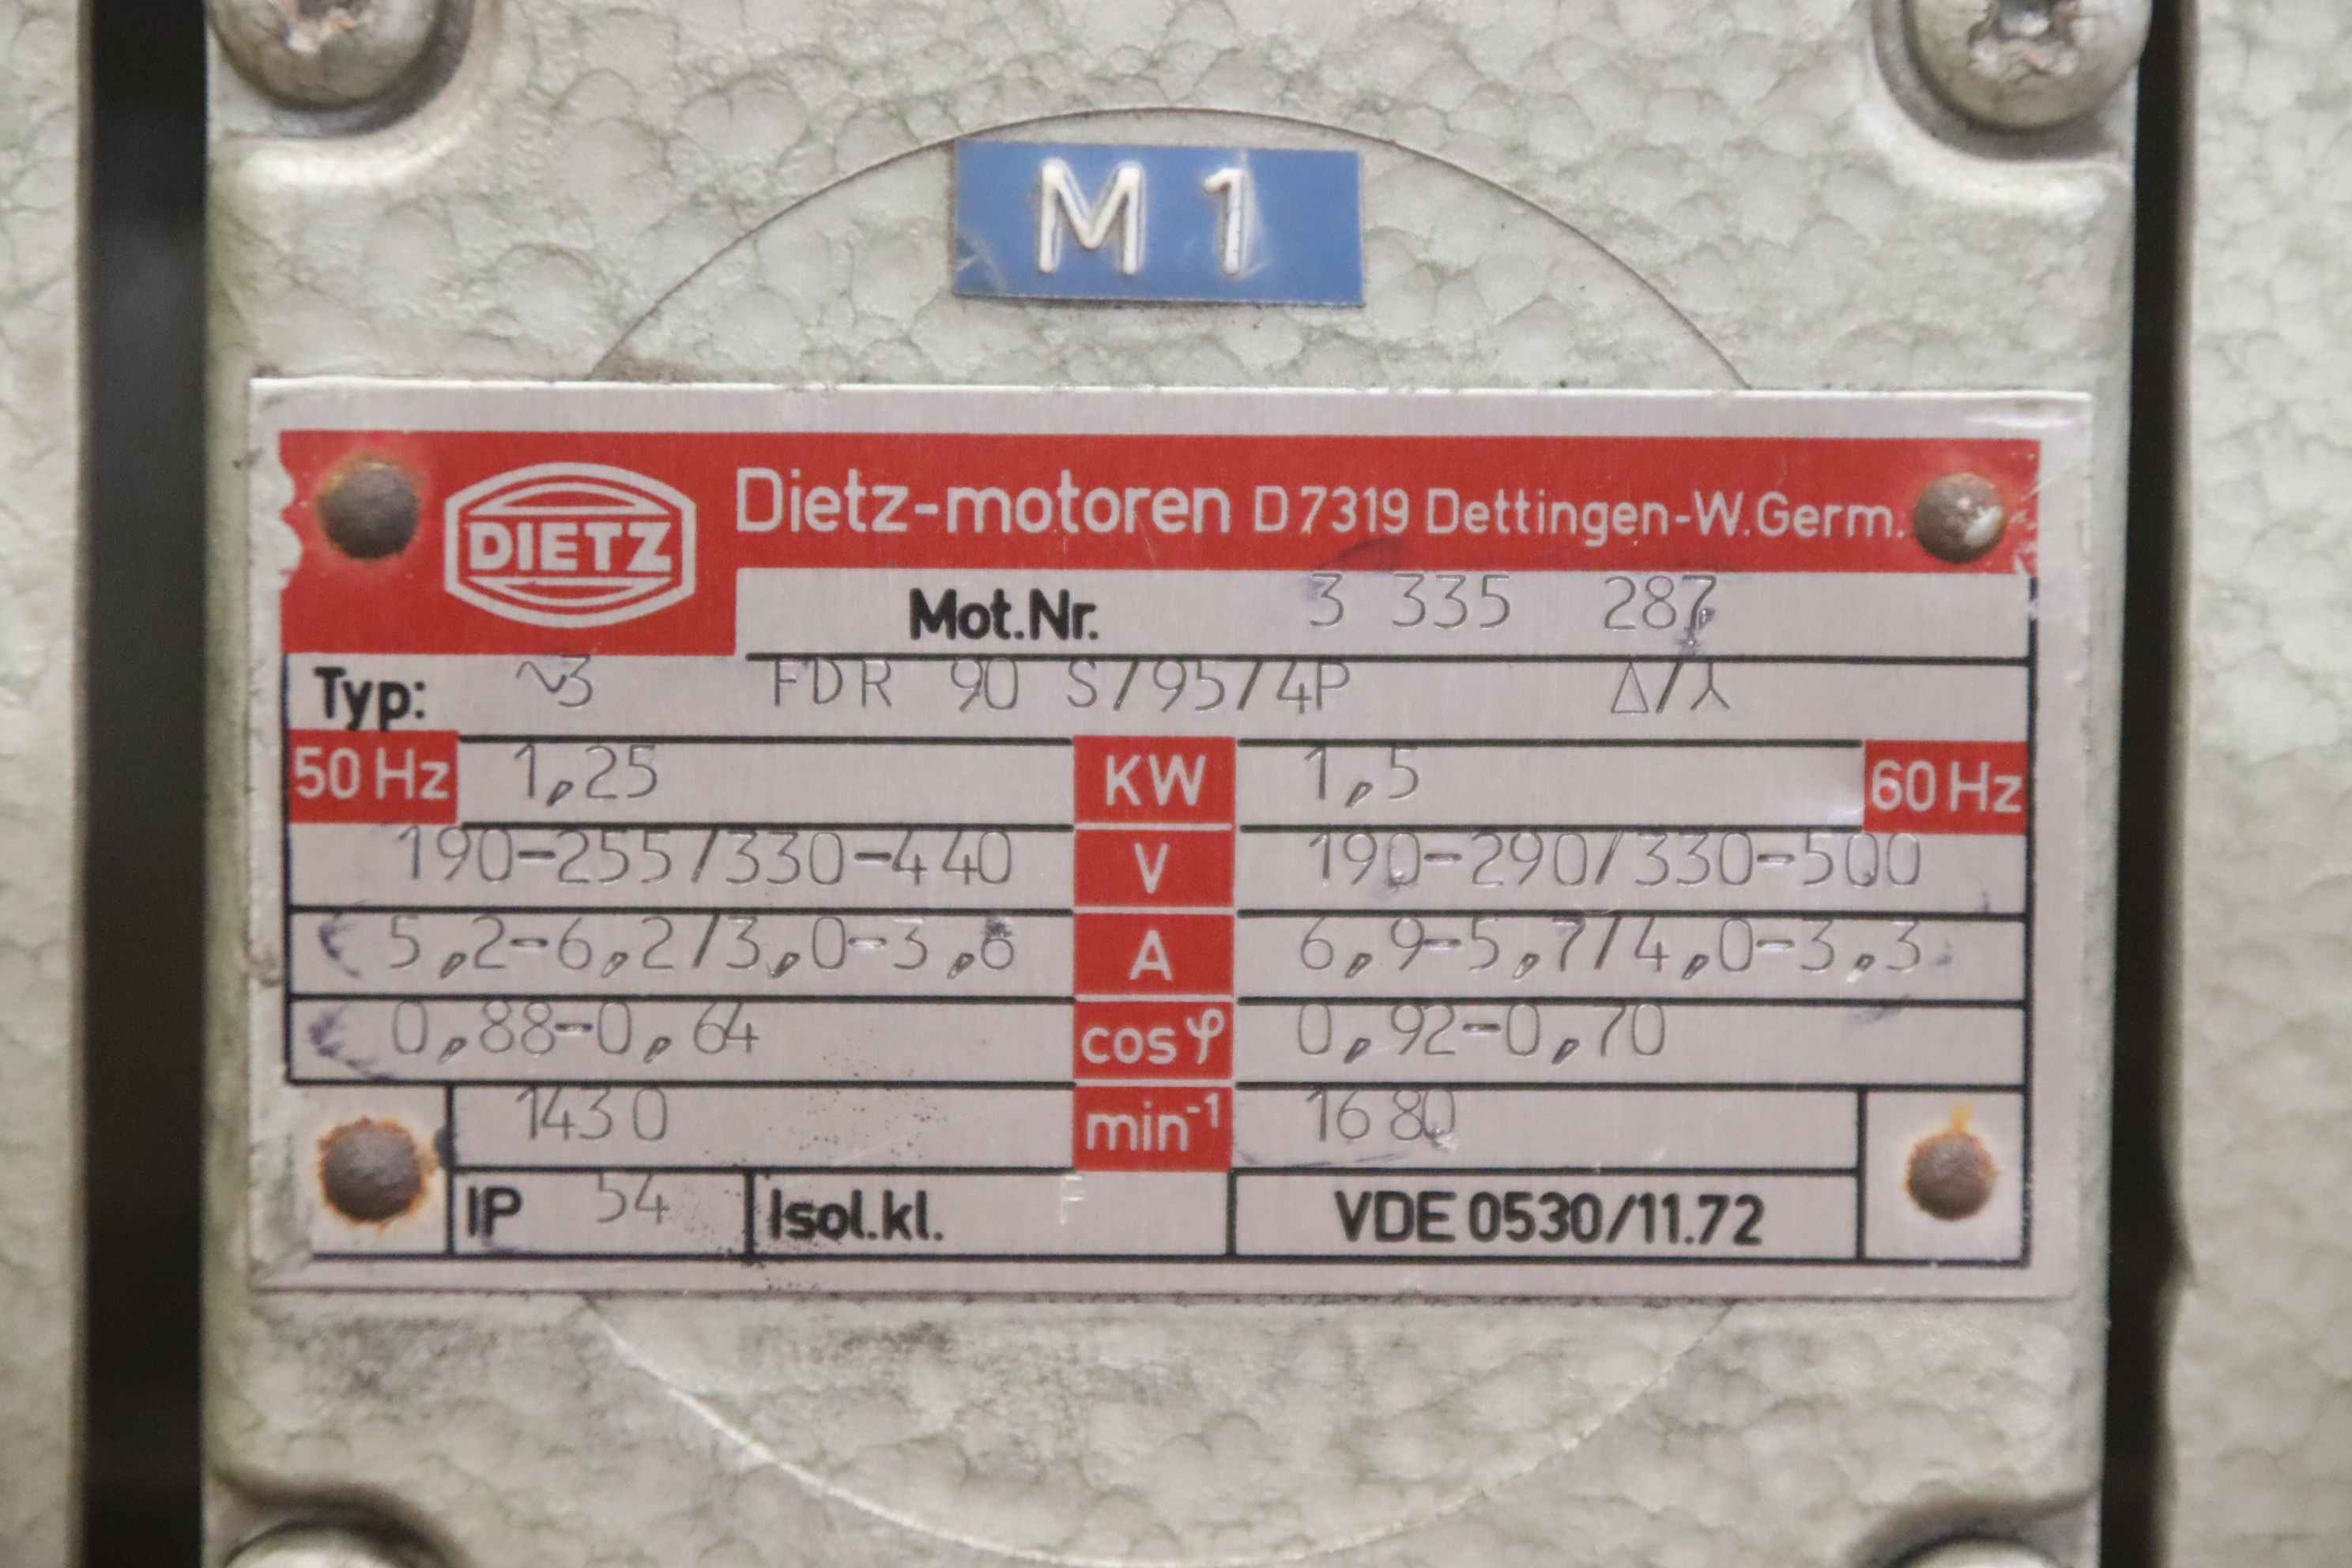 M 1
DIETZ
Dietz-motoren D 7319 Dettingen-W.Germ.
Mot.Nr. 3 335 287
Typ: ~3 FDR 90 S/95/4P Δ/⅄
50 Hz 1,25 KW 1,5 60 Hz
190-255/330-440 V 190-290/330-500
5,2-6,2/3,0-3,6 A 6,9-5,7/4,0-3,3
0,88-0,64 cos φ 0,92-0,70
1430 min⁻¹ 1680
IP 54 Isol.kl. F VDE 0530/11.72